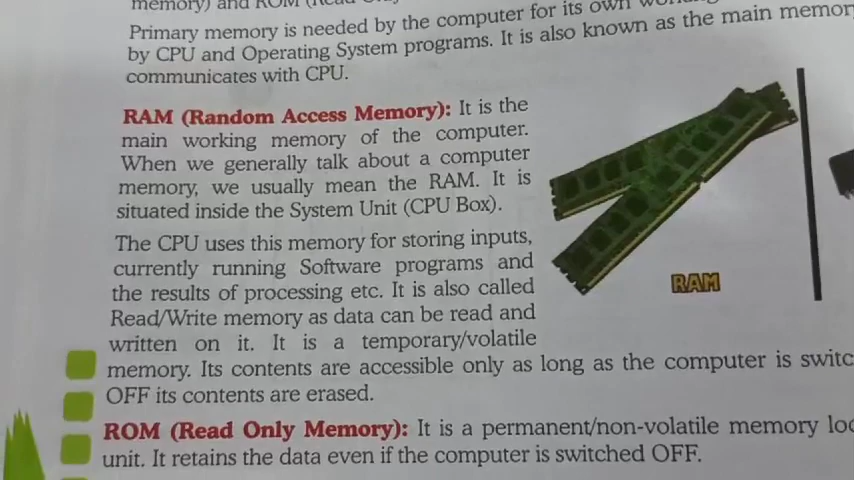 memory) and ROM (Read Only
Primary memory is needed by the computer for its own working
by CPU and Operating System programs. It is also known as the main memory
communicates with CPU.
RAM (Random Access Memory): It is the
main working memory of the computer.
When we generally talk about a computer
memory, we usually mean the RAM. It is
situated inside the System Unit (CPU Box).
The CPU uses this memory for storing inputs,
currently running Software programs and
the results of processing etc. It is also called
Read/Write memory as data can be read and
written on it. It is a temporary/volatile
memory. Its contents are accessible only as long as the computer is switc
OFF its contents are erased.
RAM
ROM (Read Only Memory): It is a permanent/non-volatile memory loc
unit. It retains the data even if the computer is switched OFF.